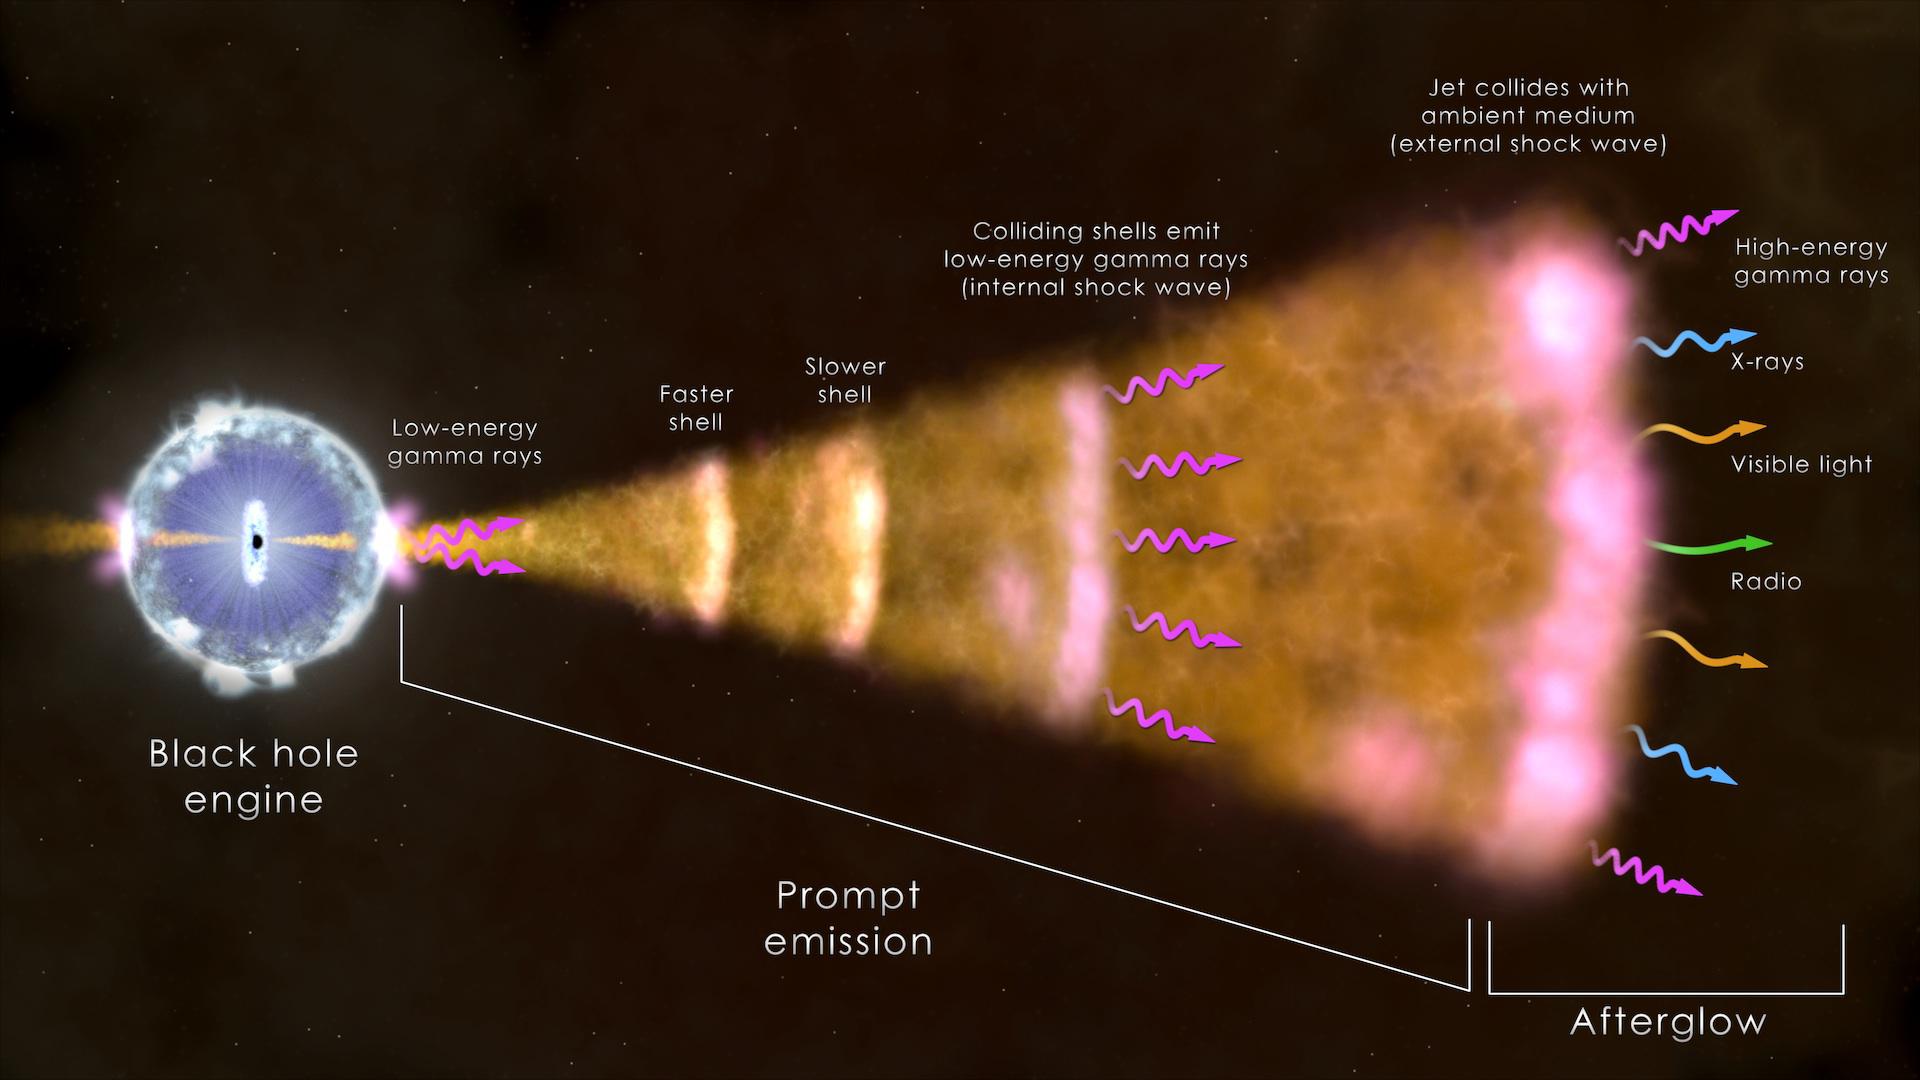 Jet collides with
ambient medium
(external shock wave)
Colliding shells emit
low-energy gamma rays
(internal shock wave)
High-energy
gamma rays
X-rays
Slower
shell
Faster
shell
Low-energy
gamma rays
Visible light
Radio
Black hole
engine
Prompt
emission
Afterglow